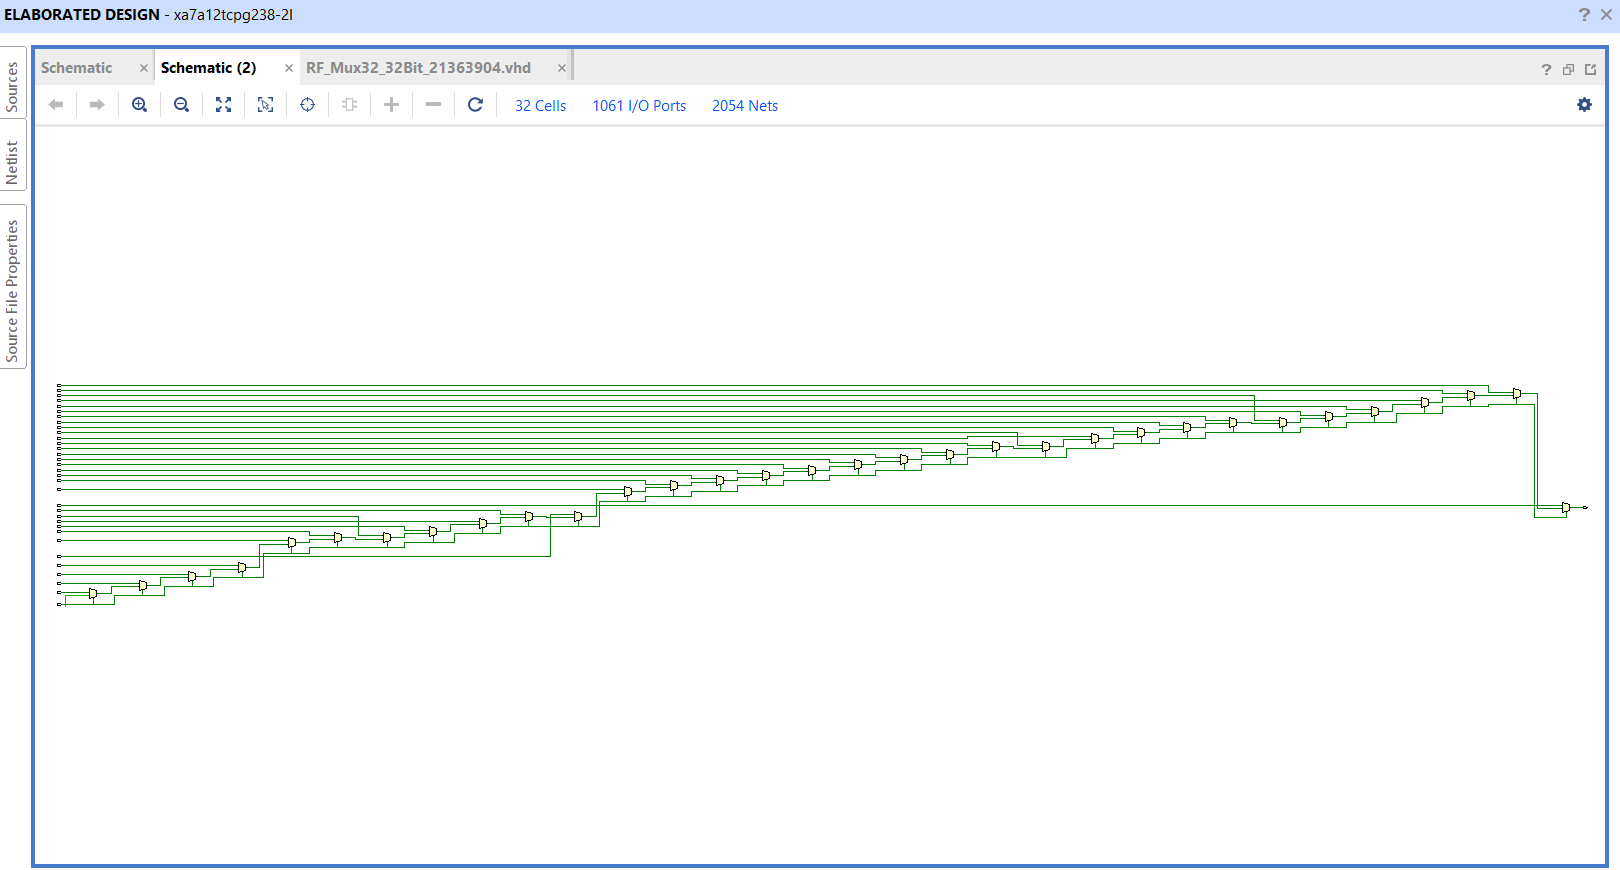 ELABORATED DESIGN - xa7a12tcpg238-2I
? ×
Sources
Netlist
Source File Properties
Schematic ×
Schematic (2) ×
RF_Mux32_32Bit_21363904.vhd ×
?
32 Cells 1061 I/O Ports 2054 Nets